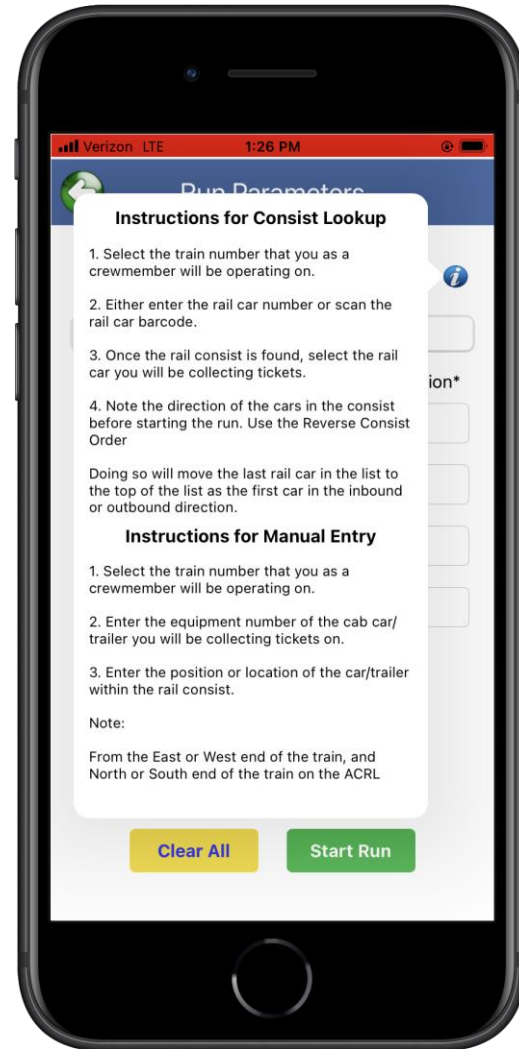 Verizon LTE 1:26 PM
Run Parameters
Instructions for Consist Lookup
1. Select the train number that you as a
crewmember will be operating on.
2. Either enter the rail car number or scan the
rail car barcode.
3. Once the rail consist is found, select the rail
car you will be collecting tickets.
ion*
4. Note the direction of the cars in the consist
before starting the run. Use the Reverse Consist
Order
Doing so will move the last rail car in the list to
the top of the list as the first car in the inbound
or outbound direction.
Instructions for Manual Entry
1. Select the train number that you as a
crewmember will be operating on.
2. Enter the equipment number of the cab car/
trailer you will be collecting tickets on.
3. Enter the position or location of the car/trailer
within the rail consist.
Note:
From the East or West end of the train, and
North or South end of the train on the ACRL
Clear All
Start Run